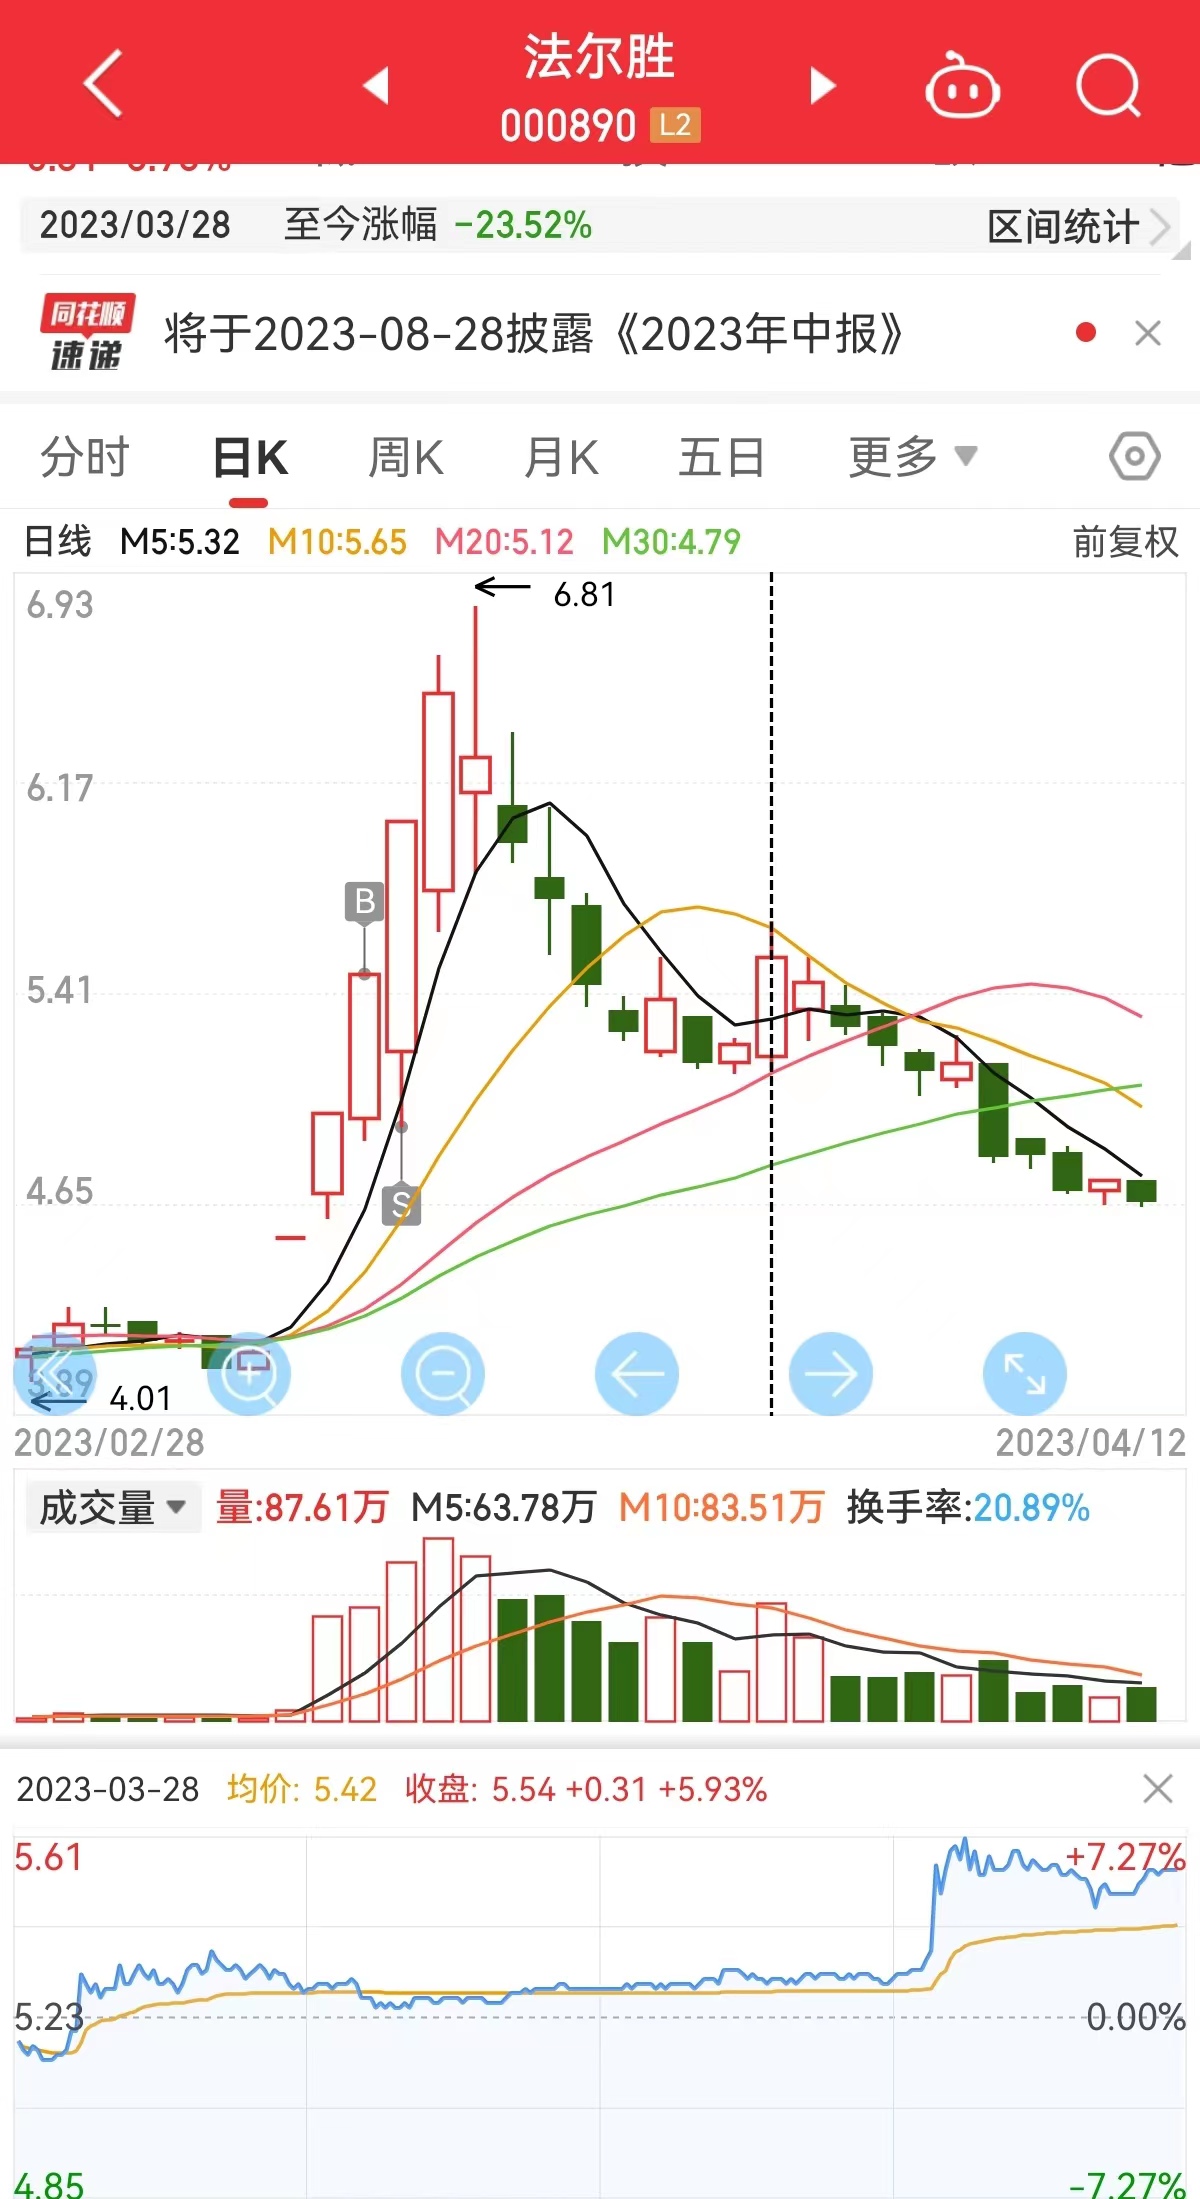 法尔胜
000890 L2
2023/03/28 至今涨幅 -23.52% 区间统计
同花顺
速递
将于2023-08-28披露《2023年中报》
分时 日K 周K 月K 五日 更多
日线 M5:5.32 M10:5.65 M20:5.12 M30:4.79 前复权
6.93
6.81
6.17
B
5.41
4.65
S
3.89
4.01
2023/02/28 2023/04/12
成交量 量:87.61万 M5:63.78万 M10:83.51万 换手率:20.89%
2023-03-28 均价: 5.42 收盘: 5.54 +0.31 +5.93%
5.61 +7.27%
5.23 0.00%
4.85 -7.27%